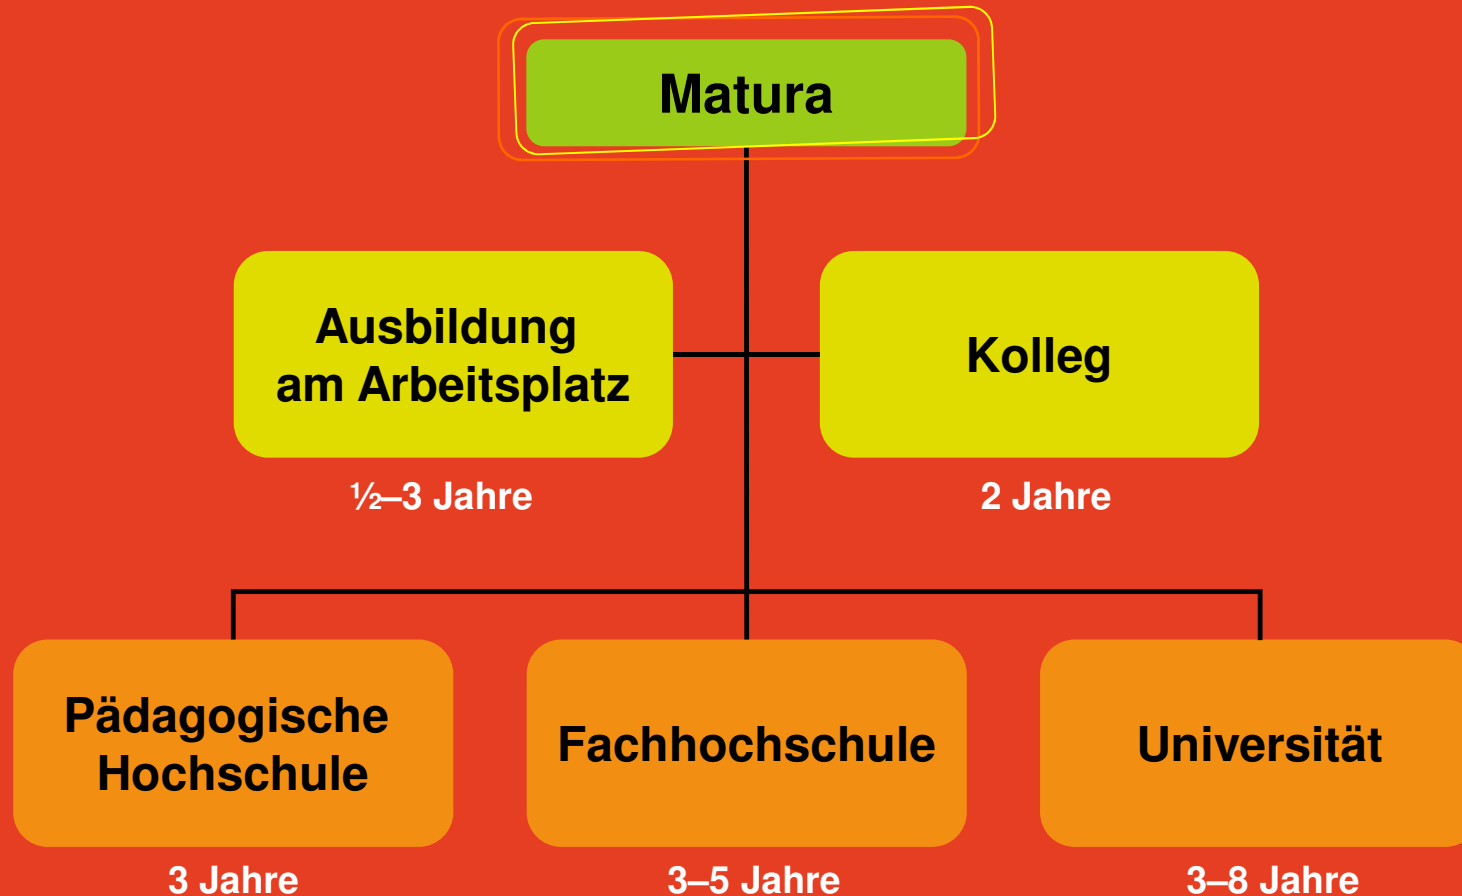 Matura
Ausbildung
am Arbeitsplatz
Kolleg
½–3 Jahre
2 Jahre
Pädagogische
Hochschule
Fachhochschule
Universität
3 Jahre
3–5 Jahre
3–8 Jahre